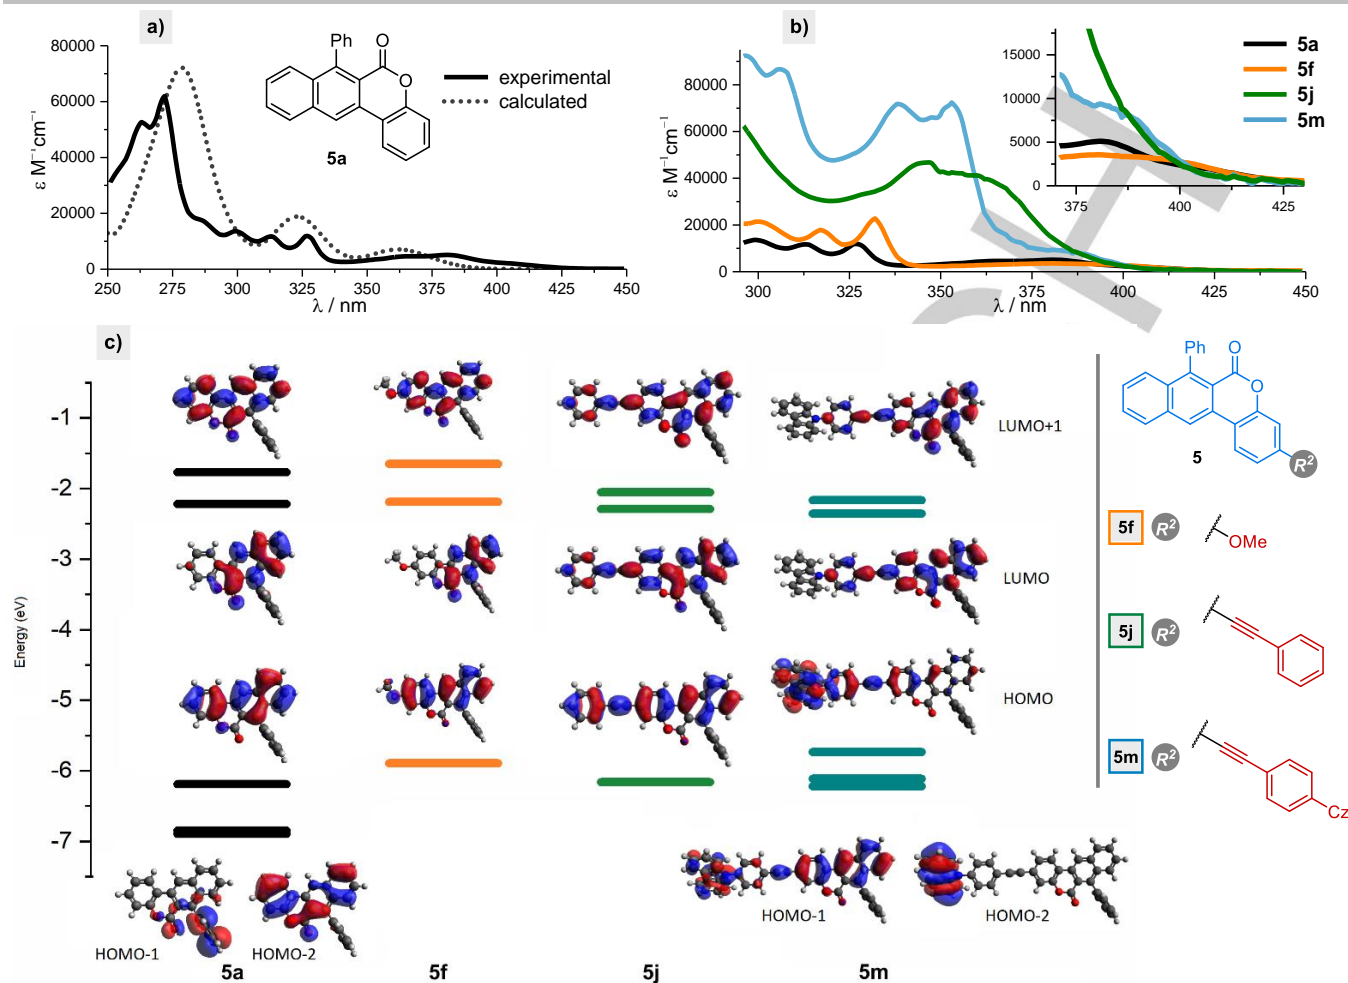 a)
80000
60000
40000
20000
0
ε M⁻¹cm⁻¹
250
275
300
325
350
375
400
425
450
λ / nm
Ph
O
O
5a
experimental
calculated
b)
80000
60000
40000
20000
0
ε M⁻¹cm⁻¹
300
325
350
375
400
425
450
λ / nm
15000
10000
5000
0
375
400
425
5a
5f
5j
5m
c)
Energy (eV)
-1
-2
-3
-4
-5
-6
-7
LUMO+1
LUMO
HOMO
HOMO-1
HOMO-2
HOMO-1
HOMO-2
5a
5f
5j
5m
Ph
O
O
5
R²
5f
R²
OMe
5j
R²
5m
R²
Cz